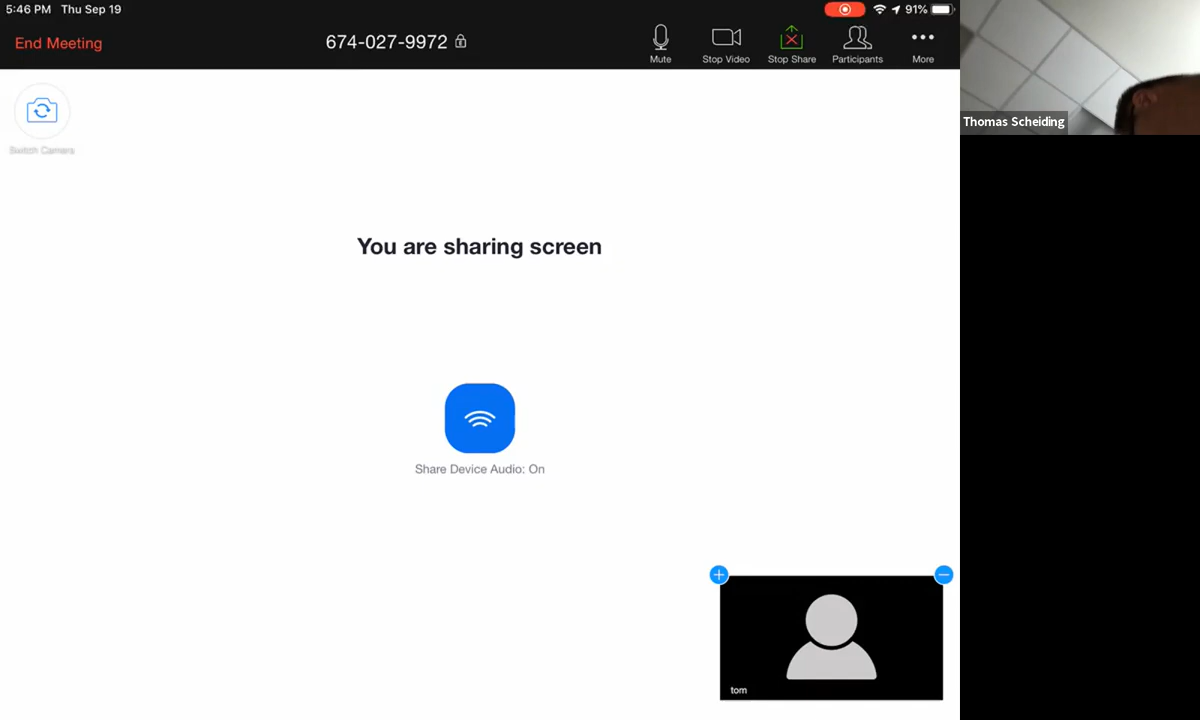 5:46 PM Thu Sep 19
91%
End Meeting
674-027-9972
Mute
Stop Video
Stop Share
Participants
More
Thomas Scheiding
Switch Camera
You are sharing screen
Share Device Audio: On
tom